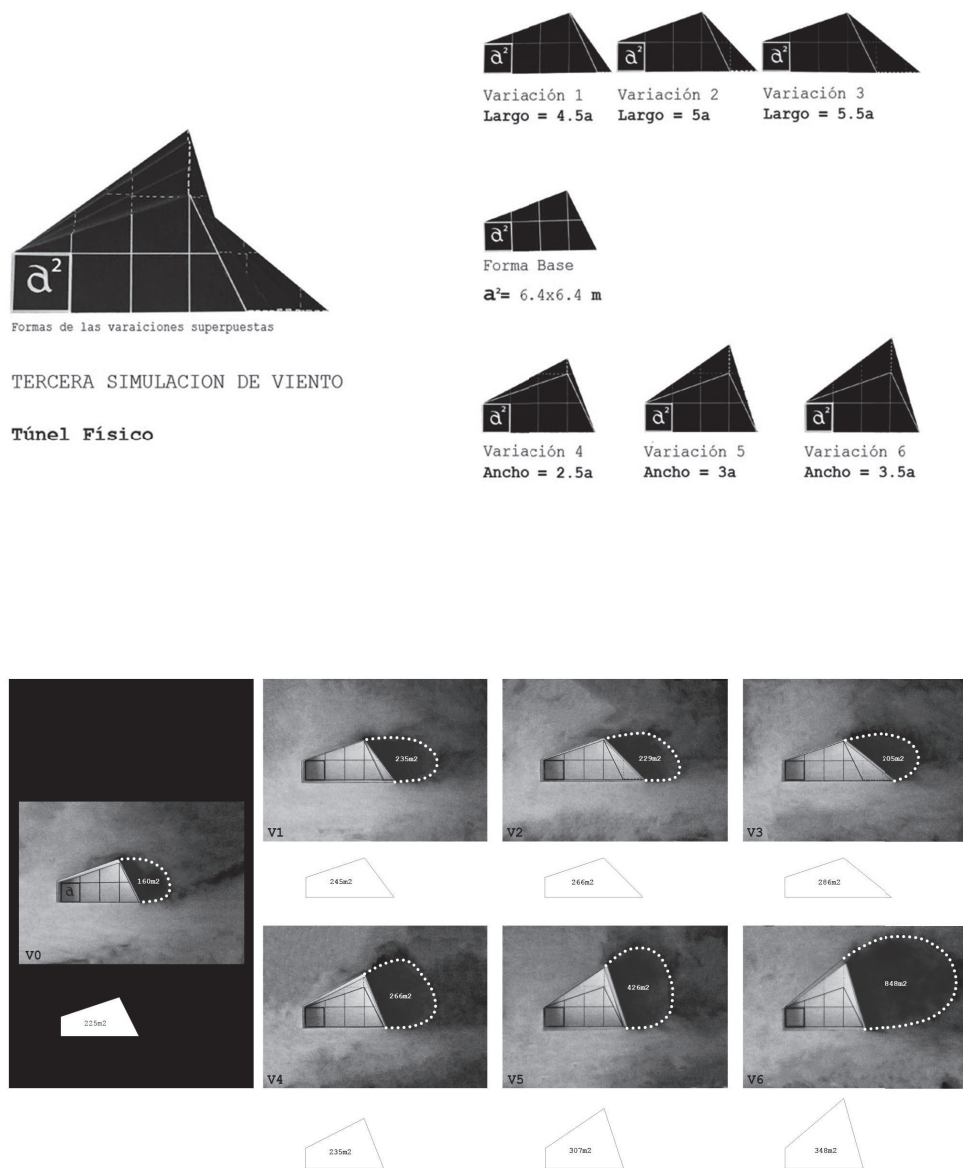 a²
Variación 1
Largo = 4.5a
a²
Variación 2
Largo = 5a
a²
Variación 3
Largo = 5.5a
a²
Formas de las varaiciones superpuestas
a²
Forma Base
a²= 6.4x6.4 m
TERCERA SIMULACION DE VIENTO
Túnel Físico
a²
Variación 4
Ancho = 2.5a
a²
Variación 5
Ancho = 3a
a²
Variación 6
Ancho = 3.5a
a
160m2
V0
225m2
235m2
V1
245m2
229m2
V2
266m2
205m2
V3
286m2
266m2
V4
235m2
426m2
V5
307m2
848m2
V6
348m2